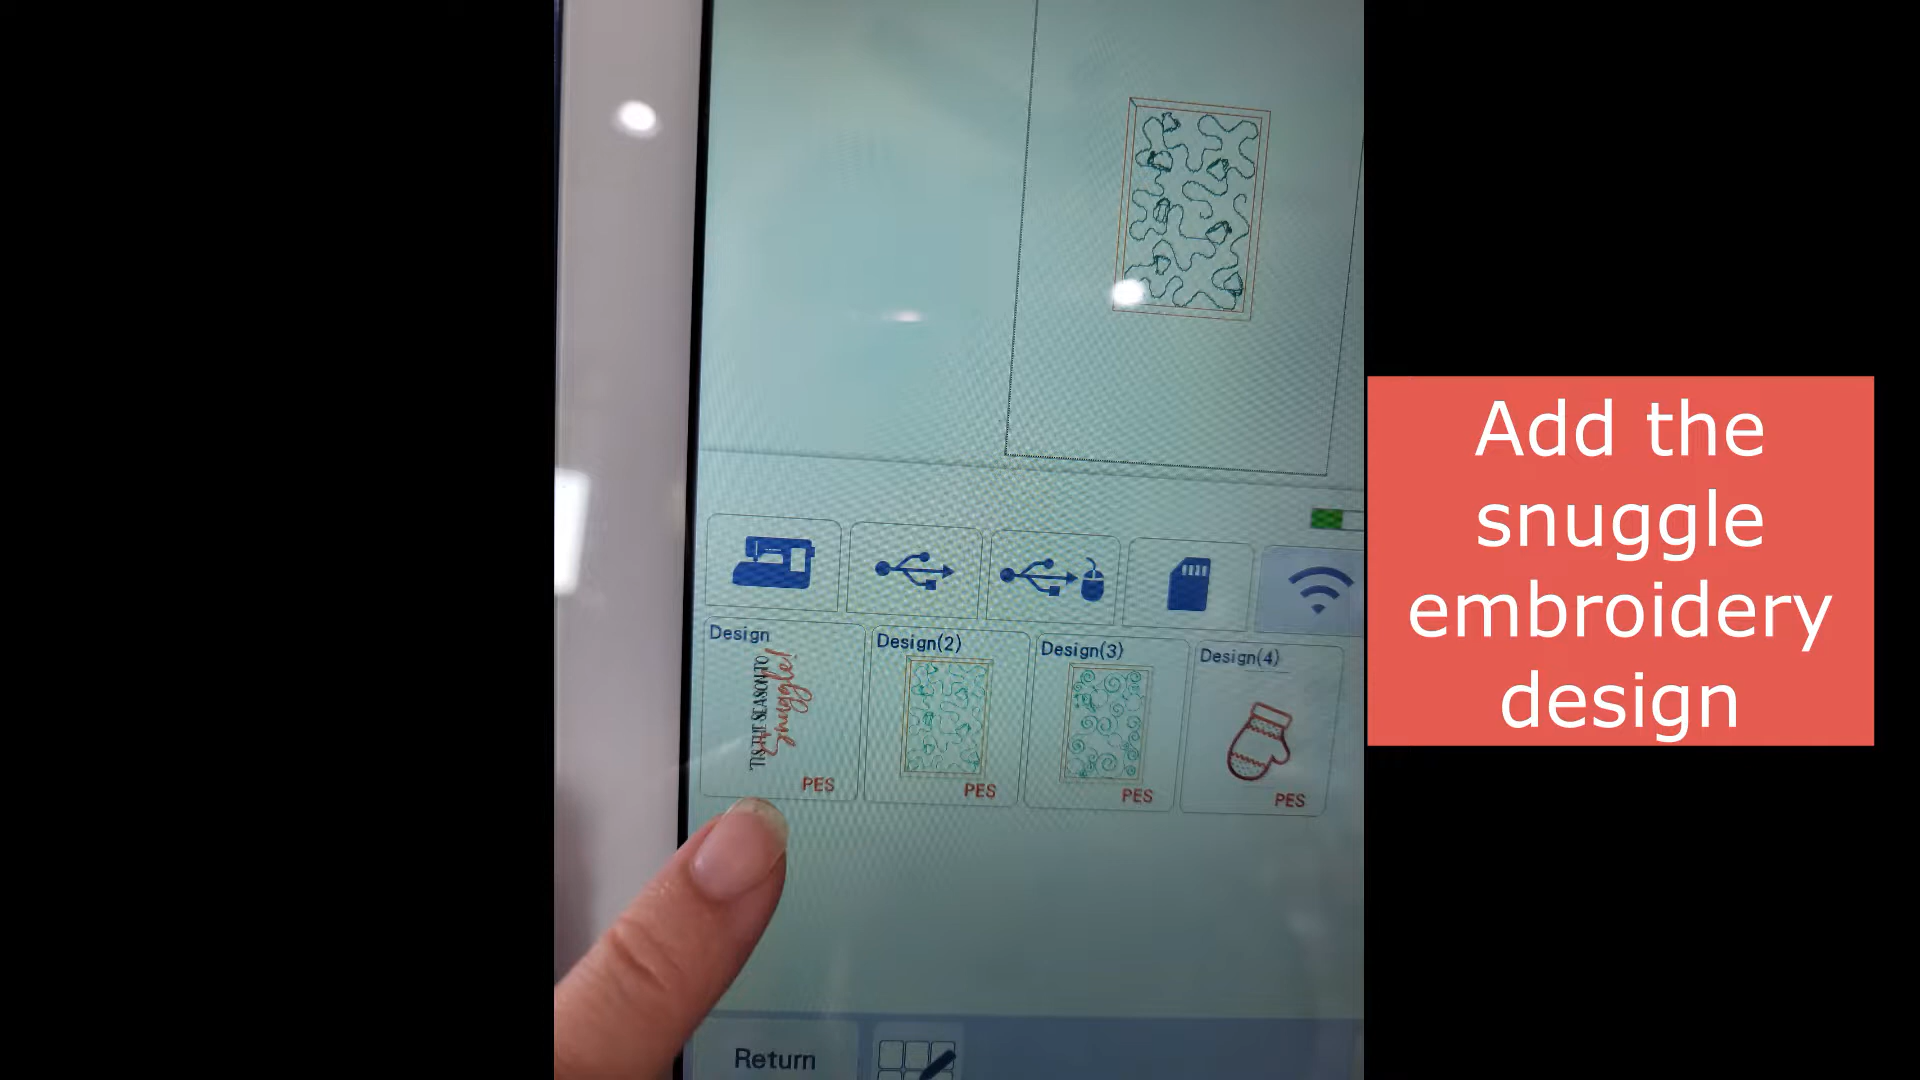 Add the
snuggle
embroidery
design
Design
Design(2)
Design(3)
Design(4)
'TIS THE SEASON TO
snuggle!
PES
PES
PES
PES
Return